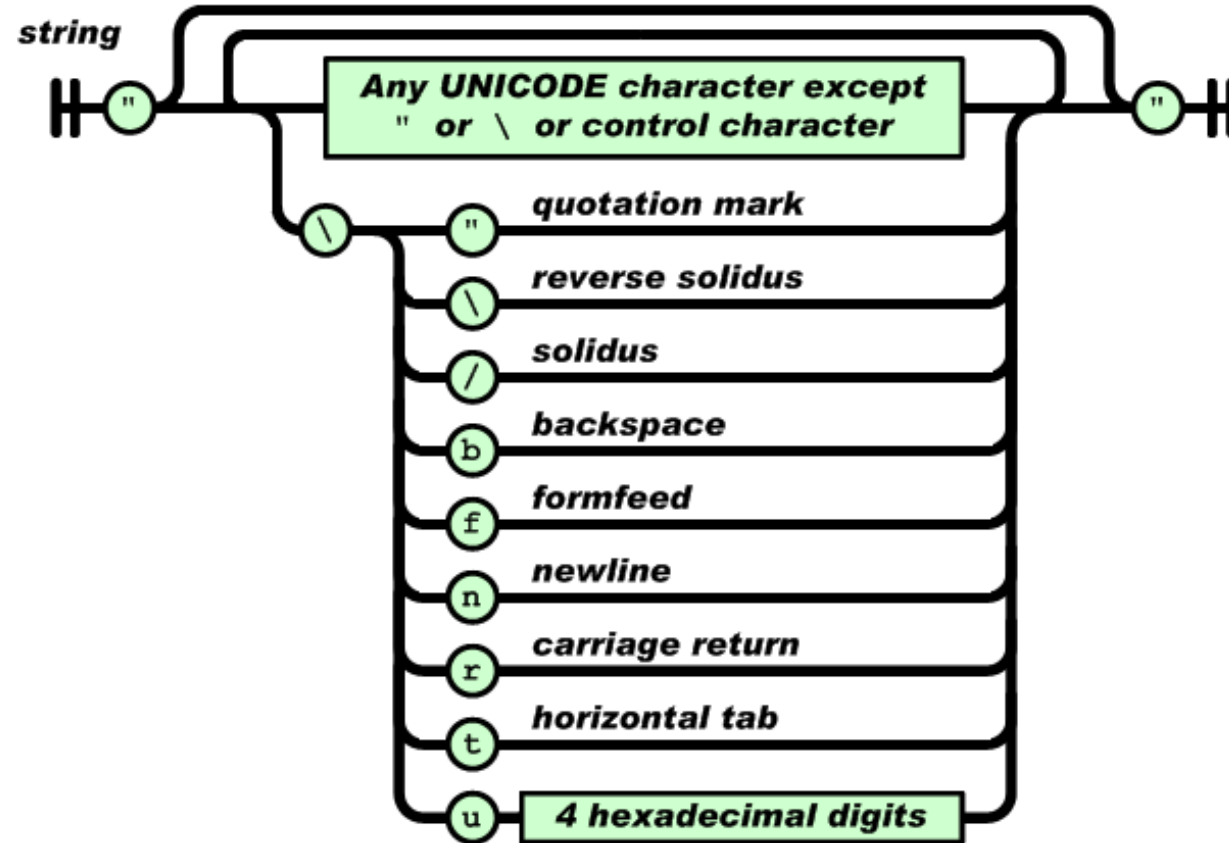 string
"
Any UNICODE character except
" or \ or control character
"
\
" quotation mark
\ reverse solidus
/ solidus
b backspace
f formfeed
n newline
r carriage return
t horizontal tab
u 4 hexadecimal digits